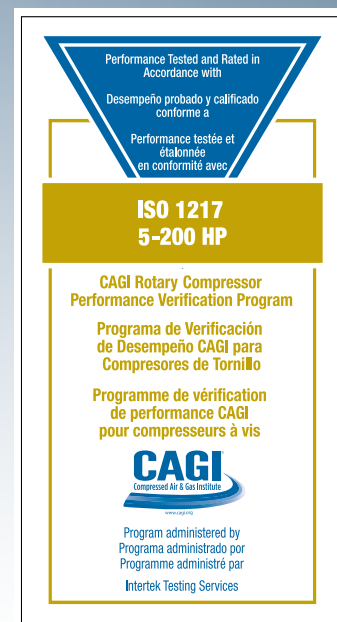 Performance Tested and Rated in
Accordance with
Desempeño probado y calificado
conforme a
Performance testée et
étalonnée
en conformité avec
ISO 1217
5-200 HP
CAGI Rotary Compressor
Performance Verification Program
Programa de Verificación
de Desempeño CAGI para
Compresores de Tornillo
Programme de vérification
de performance CAGI
pour compresseurs à vis
CAGI
Compressed Air & Gas Institute
www.cagi.org
Program administered by
Programa administrado por
Programme administré par
Intertek Testing Services